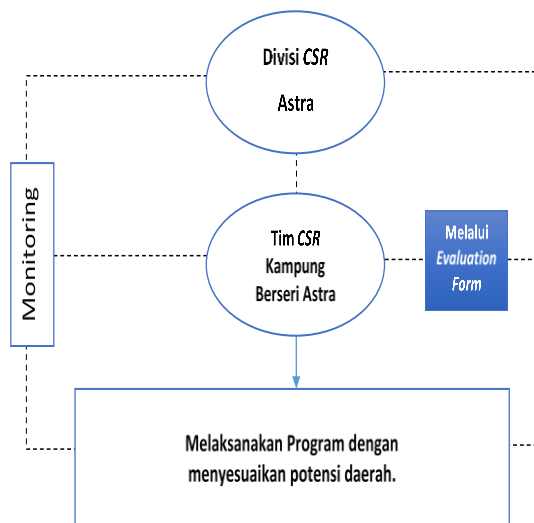 Divisi CSR
Astra
Monitoring
Tim CSR
Kampung
Berseri Astra
Melalui
Evaluation
Form
Melaksanakan Program dengan
menyesuaikan potensi daerah.